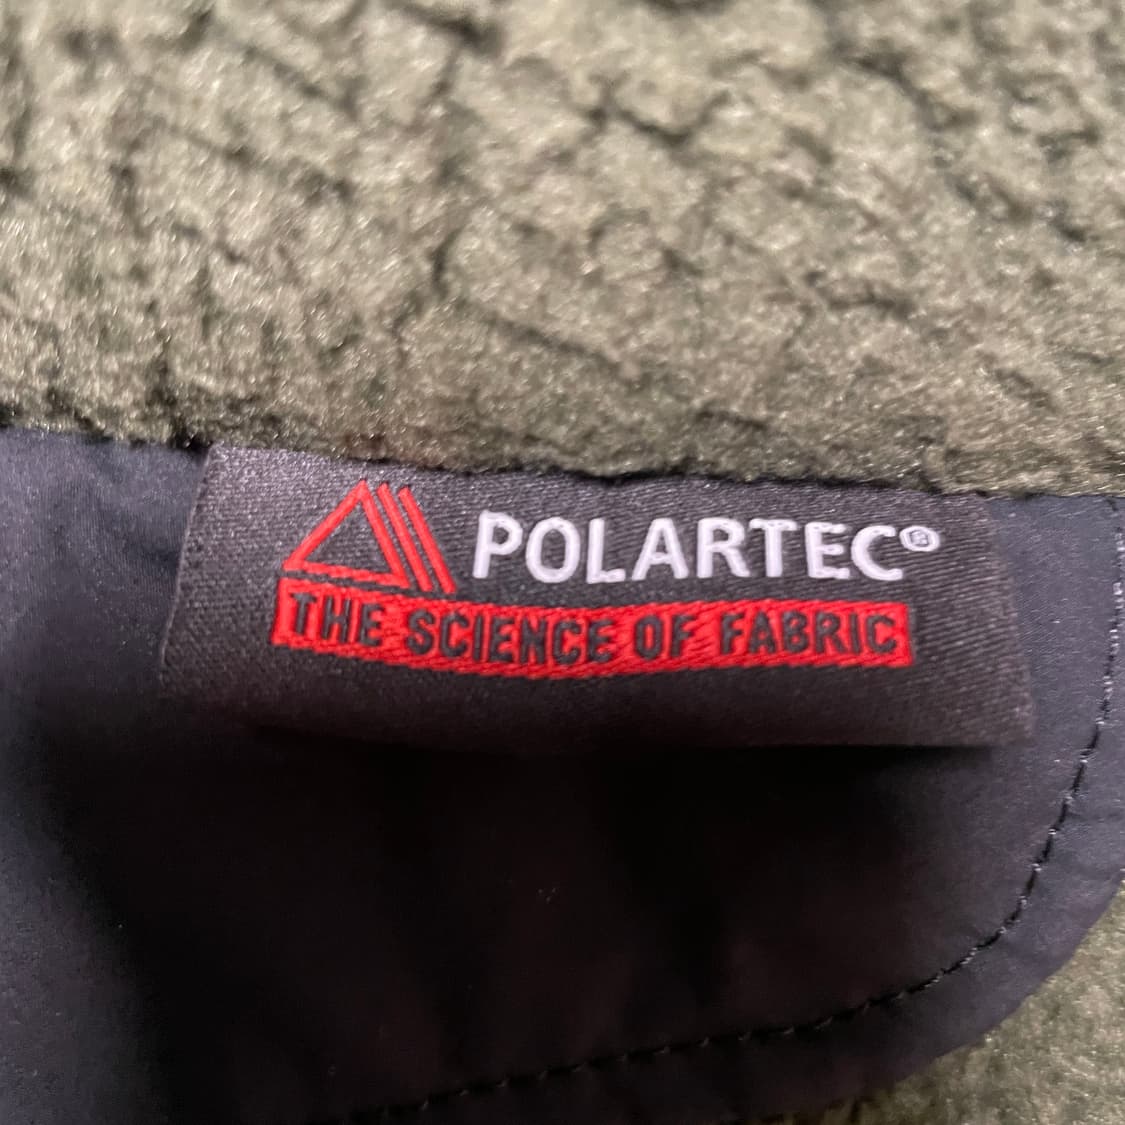 POLARTEC®
THE SCIENCE OF FABRIC